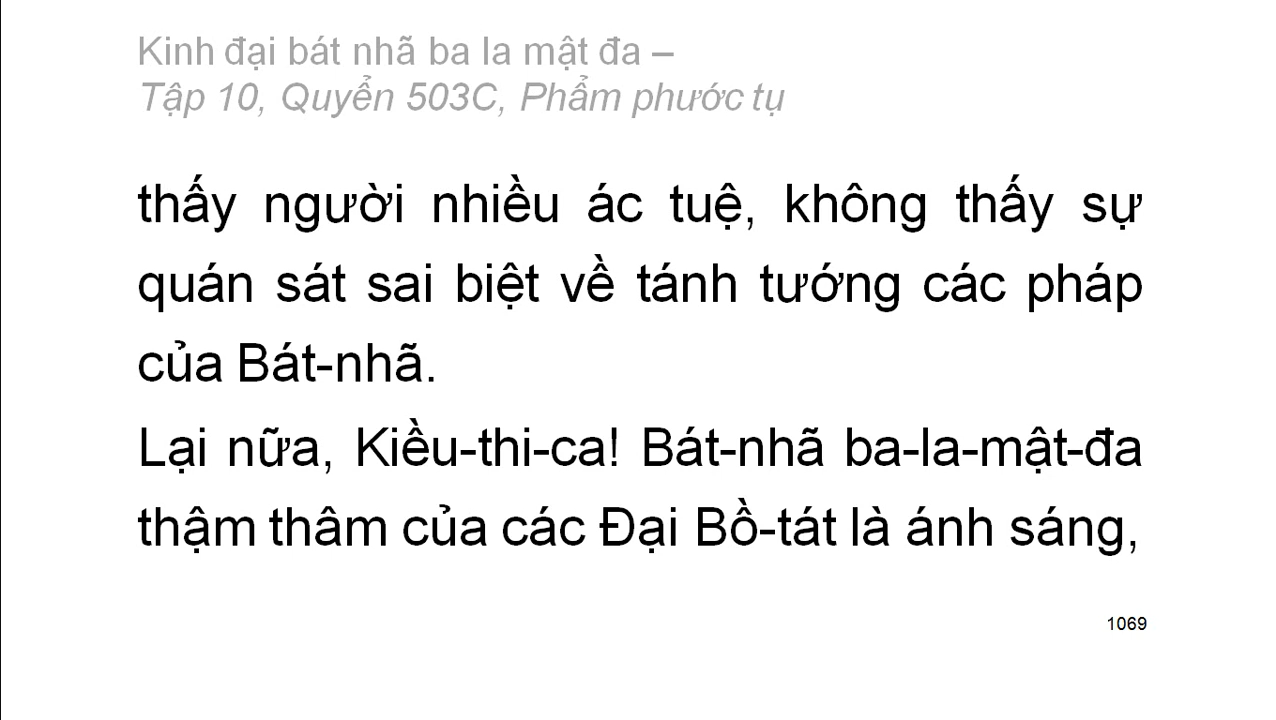 Kinh đại bát nhã ba la mật đa –
Tập 10, Quyển 503C, Phẩm phước tụ
thấy người nhiều ác tuệ, không thấy sự
quán sát sai biệt về tánh tướng các pháp
của Bát-nhã.
Lại nữa, Kiều-thi-ca! Bát-nhã ba-la-mật-đa
thậm thâm của các Đại Bồ-tát là ánh sáng,
1069